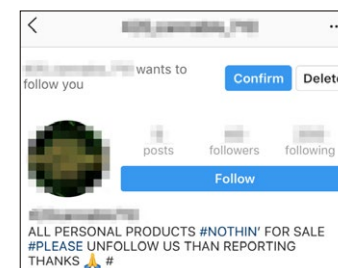 wants to
follow you
Confirm Delete
posts followers following
Follow
ALL PERSONAL PRODUCTS #NOTHIN' FOR SALE
#PLEASE UNFOLLOW US THAN REPORTING
THANKS 🙏 #